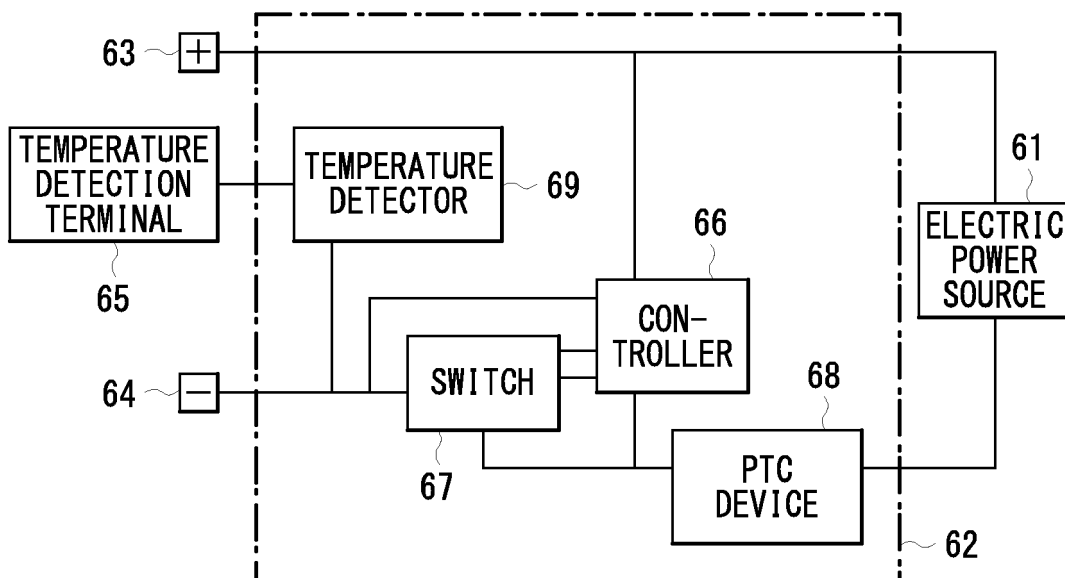 63
+
TEMPERATURE
DETECTION
TERMINAL
65
TEMPERATURE
DETECTOR
69
61
ELECTRIC
POWER
SOURCE
66
CON-
TROLLER
64
−
SWITCH
67
68
PTC
DEVICE
62